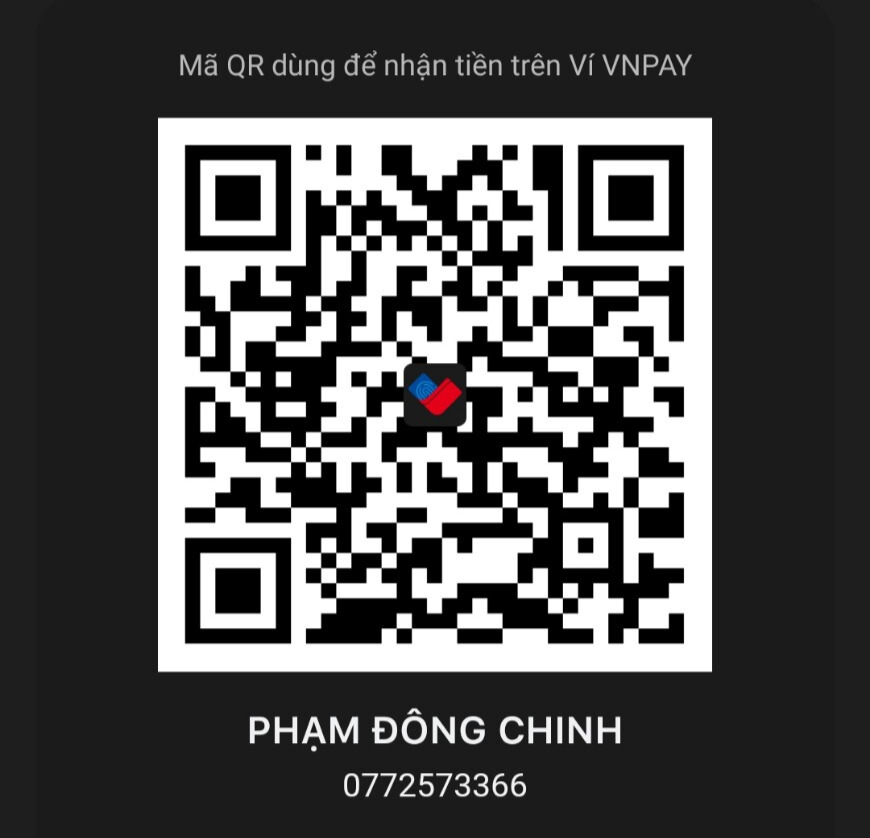 Mã QR dùng để nhận tiền trên Ví VNPAY
PHẠM ĐÔNG CHINH
0772573366